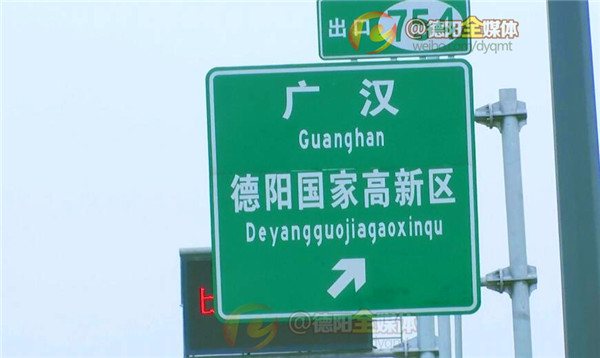 出口
@德阳全媒体
weibo.com/dyqmt
广汉
Guanghan
德阳国家高新区
Deyangguojiagaoxinqu
@德阳全媒体